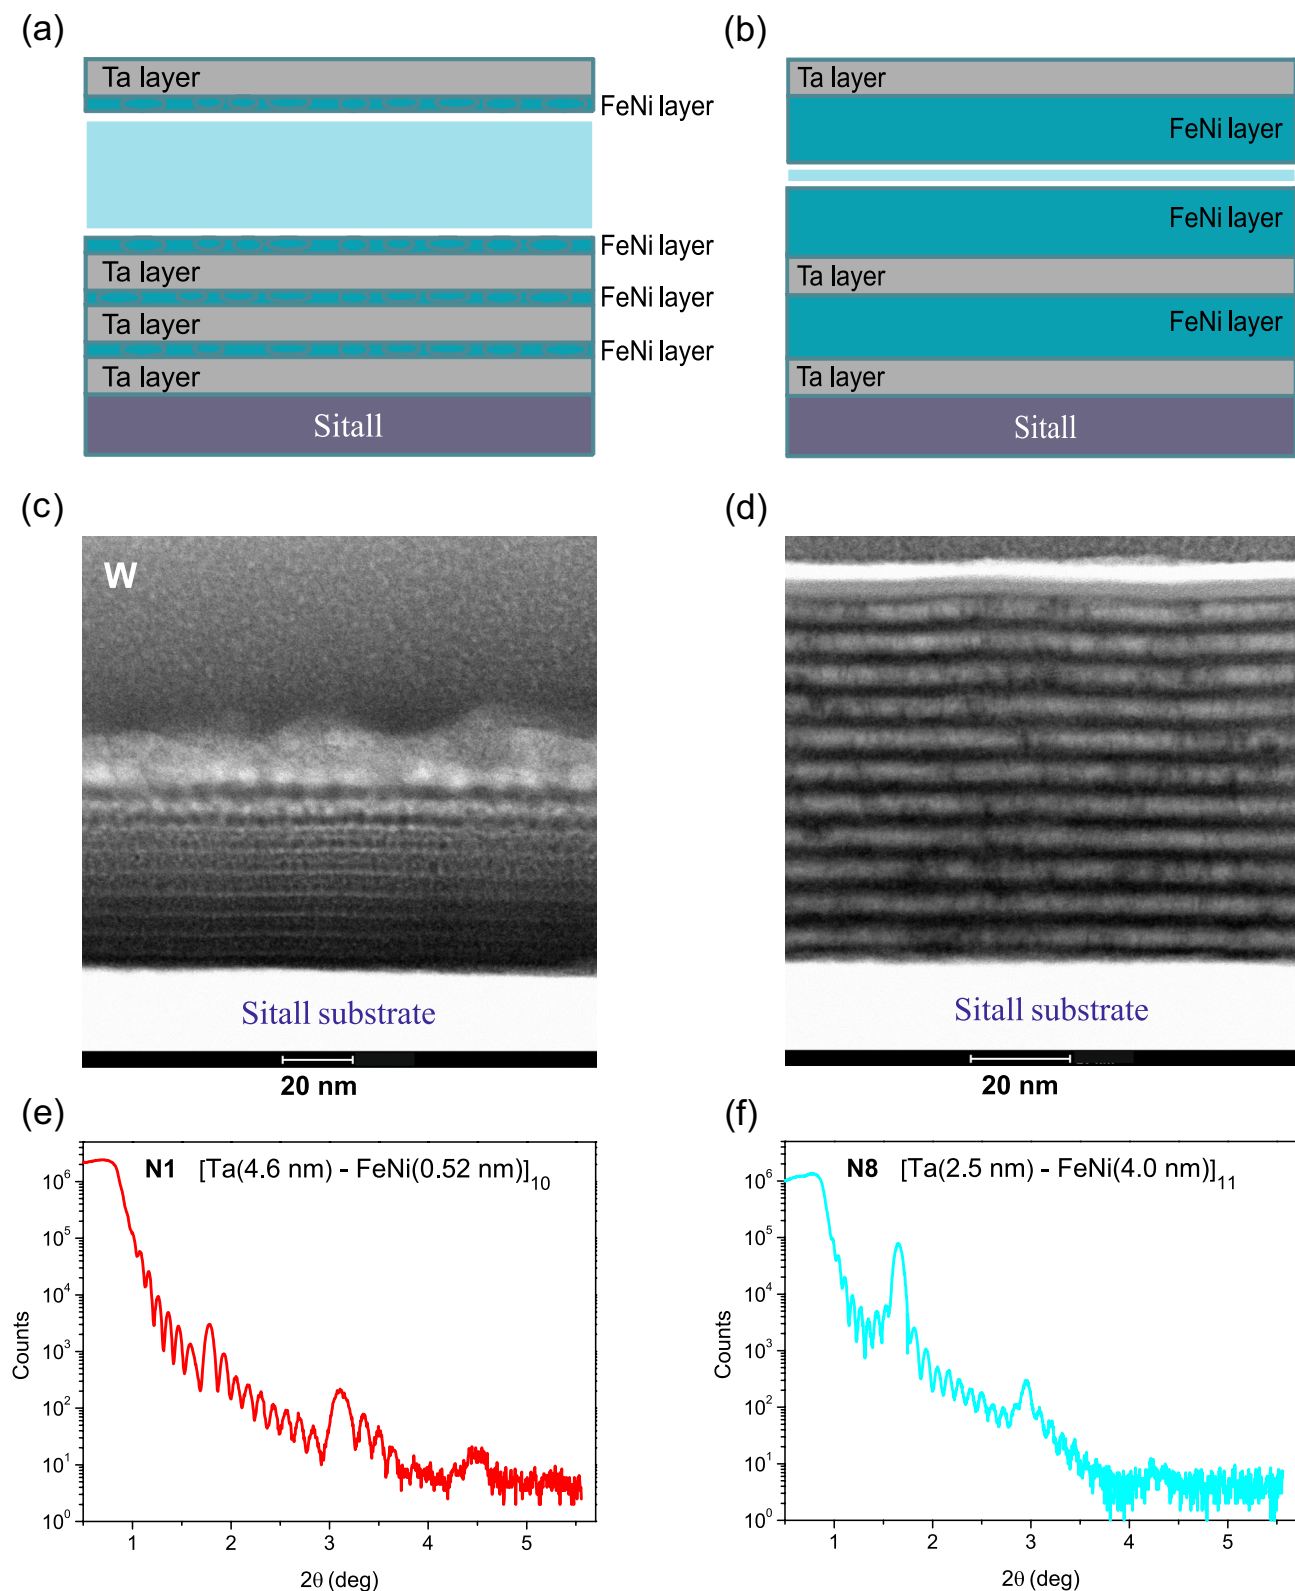 (a)
Ta layer
FeNi layer
FeNi layer
Ta layer
FeNi layer
Ta layer
FeNi layer
Ta layer
Sitall
(b)
Ta layer
FeNi layer
FeNi layer
Ta layer
FeNi layer
Ta layer
Sitall
(c)
W
Sitall substrate
20 nm
(d)
Sitall substrate
20 nm
(e)
N1 [Ta(4.6 nm) - FeNi(0.52 nm)]10
Counts
10^6
10^5
10^4
10^3
10^2
10^1
10^0
1 2 3 4 5
2θ (deg)
(f)
N8 [Ta(2.5 nm) - FeNi(4.0 nm)]11
Counts
10^6
10^5
10^4
10^3
10^2
10^1
10^0
1 2 3 4 5
2θ (deg)